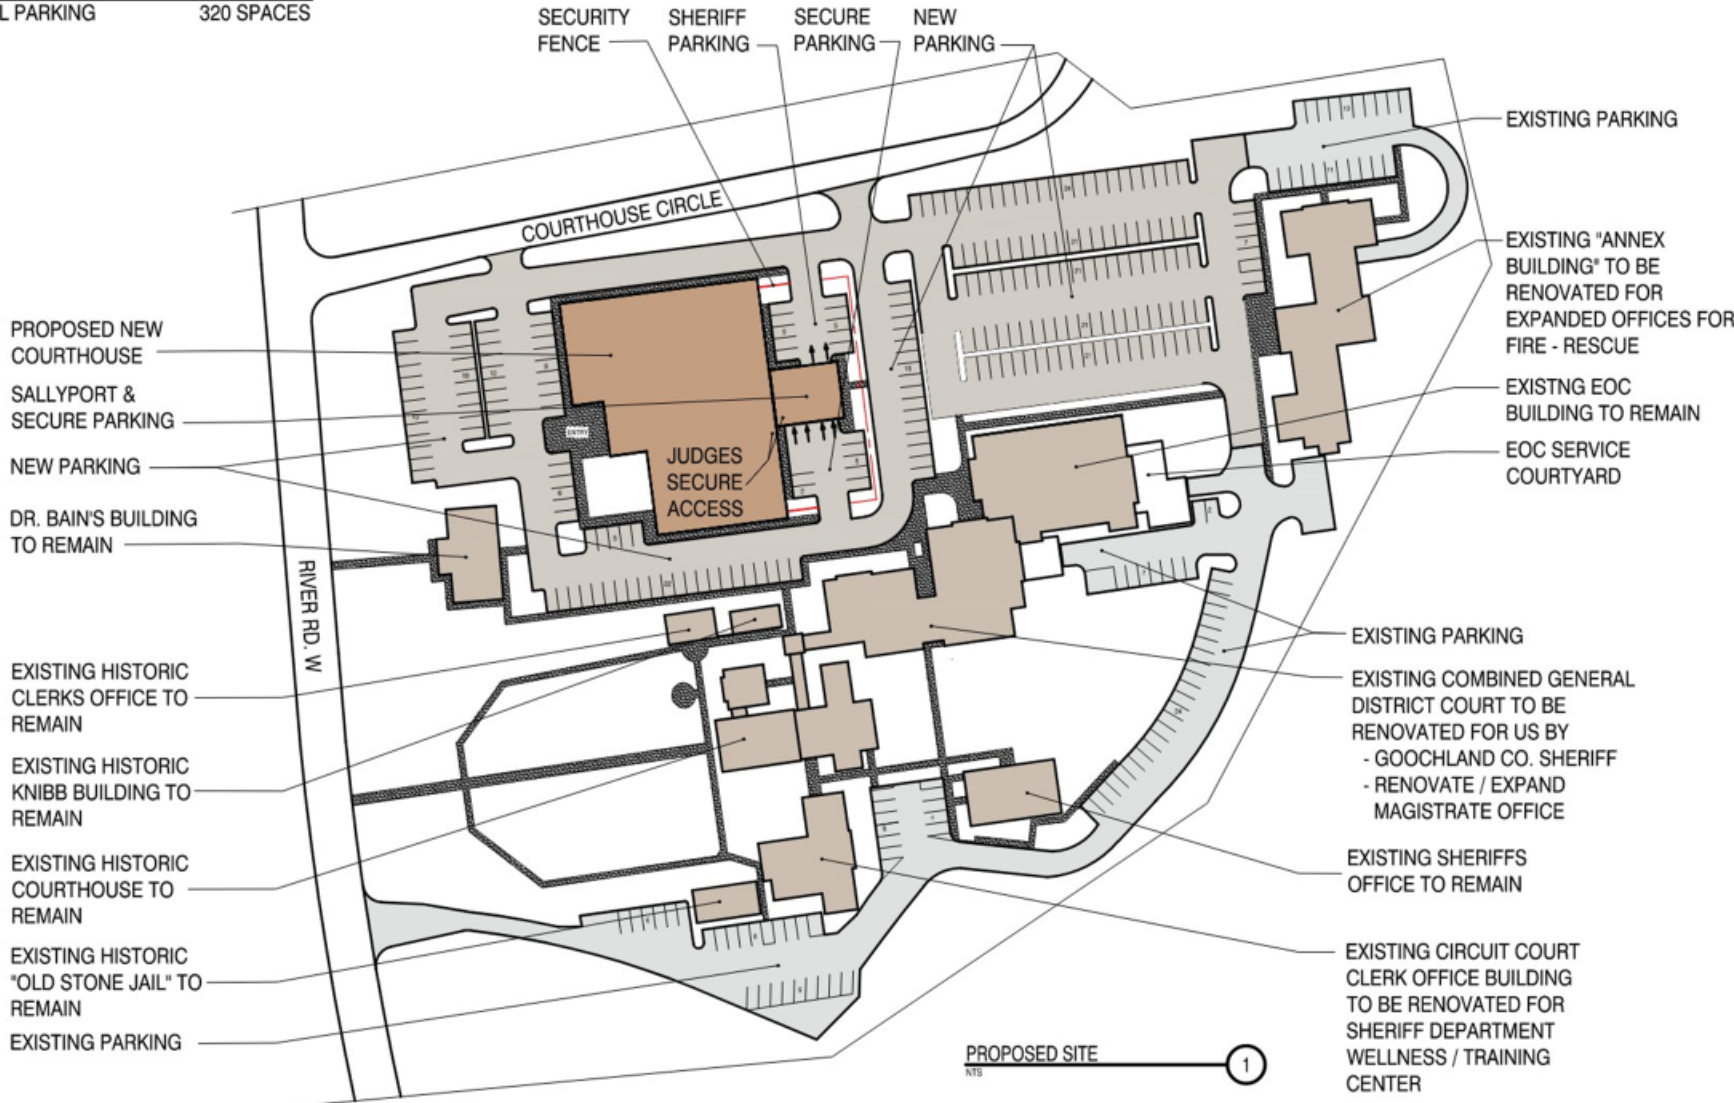 L PARKING 320 SPACES
SECURITY
FENCE
SHERIFF
PARKING
SECURE
PARKING
NEW
PARKING
EXISTING PARKING
COURTHOUSE CIRCLE
EXISTING "ANNEX
BUILDING" TO BE
RENOVATED FOR
EXPANDED OFFICES FOR
FIRE - RESCUE
PROPOSED NEW
COURTHOUSE
SALLYPORT &
SECURE PARKING
EXISTNG EOC
BUILDING TO REMAIN
ENTRY
JUDGES
SECURE
ACCESS
NEW PARKING
EOC SERVICE
COURTYARD
DR. BAIN'S BUILDING
TO REMAIN
RIVER RD. W
EXISTING PARKING
EXISTING HISTORIC
CLERKS OFFICE TO
REMAIN
EXISTING COMBINED GENERAL
DISTRICT COURT TO BE
RENOVATED FOR US BY
- GOOCHLAND CO. SHERIFF
- RENOVATE / EXPAND
MAGISTRATE OFFICE
EXISTING HISTORIC
KNIBB BUILDING TO
REMAIN
EXISTING HISTORIC
COURTHOUSE TO
REMAIN
EXISTING SHERIFFS
OFFICE TO REMAIN
EXISTING HISTORIC
"OLD STONE JAIL" TO
REMAIN
EXISTING CIRCUIT COURT
CLERK OFFICE BUILDING
TO BE RENOVATED FOR
SHERIFF DEPARTMENT
WELLNESS / TRAINING
CENTER
EXISTING PARKING
PROPOSED SITE
NTS
1